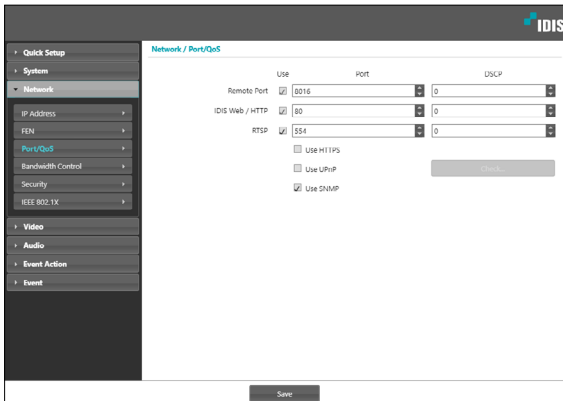 IDIS
Quick Setup
System
Network
IP Address
FEN
Port/QoS
Bandwidth Control
Security
IEEE 802.1X
Video
Audio
Event Action
Event
Network / Port/QoS
Use Port DSCP
Remote Port 8016 0
IDIS Web / HTTP 80 0
RTSP 554 0
Use HTTPS
Use UPnP Check...
Use SNMP
Save